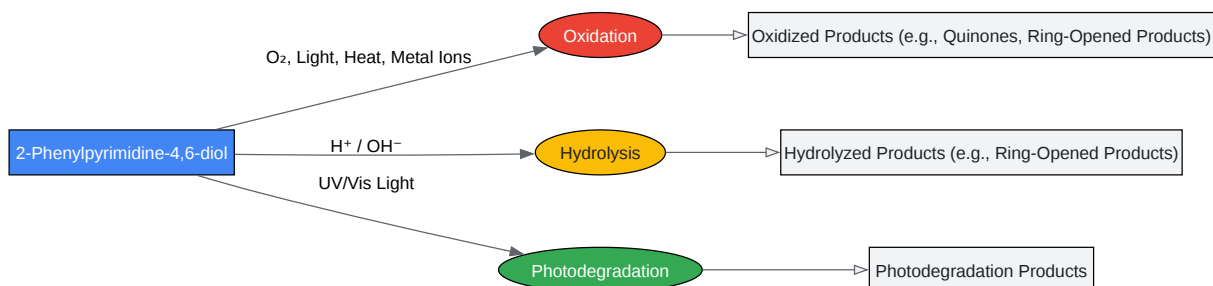 Oxidation
Oxidized Products (e.g., Quinones, Ring-Opened Products)
O₂, Light, Heat, Metal Ions
2-Phenylpyrimidine-4,6-diol
H⁺ / OH⁻
Hydrolysis
Hydrolyzed Products (e.g., Ring-Opened Products)
UV/Vis Light
Photodegradation
Photodegradation Products